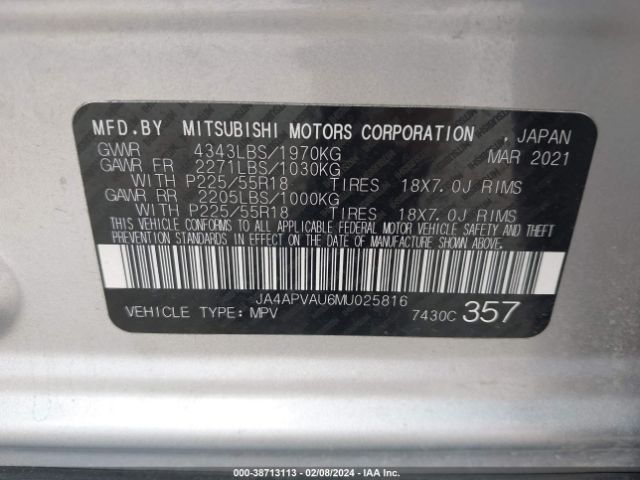 MFD.BY MITSUBISHI MOTORS CORPORATION , JAPAN
GVWR 4343LBS/1970KG MAR 2021
GAWR FR 2271LBS/1030KG
WITH P225/55R18 TIRES 18X7.0J RIMS
GAWR RR 2205LBS/1000KG
WITH P225/55R18 TIRES 18X7.0J RIMS
THIS VEHICLE CONFORMS TO ALL APPLICABLE FEDERAL MOTOR VEHICLE SAFETY AND THEFT
PREVENTION STANDARDS IN EFFECT ON THE DATE OF MANUFACTURE SHOWN ABOVE.
JA4APVAU6MU025816
VEHICLE TYPE:MPV 7430C 357
000-38713113 - 02/08/2024 - IAAI.CA